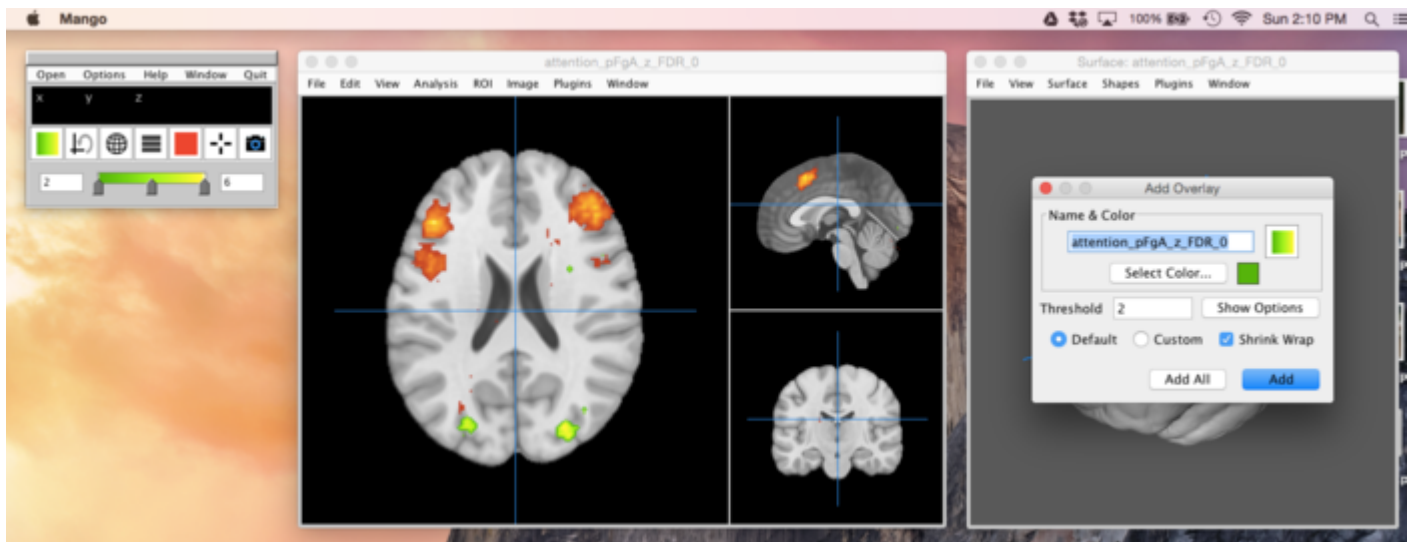 Mango
100% Sun 2:10 PM
Open Options Help Window Quit
x y z
2 6
attention_pFgA_z_FDR_0
File Edit View Analysis ROI Image Plugins Window
Surface: attention_pFgA_z_FDR_0
File View Surface Shapes Plugins Window
Add Overlay
Name & Color
attention_pFgA_z_FDR_0
Select Color...
Threshold 2 Show Options
Default Custom Shrink Wrap
Add All Add